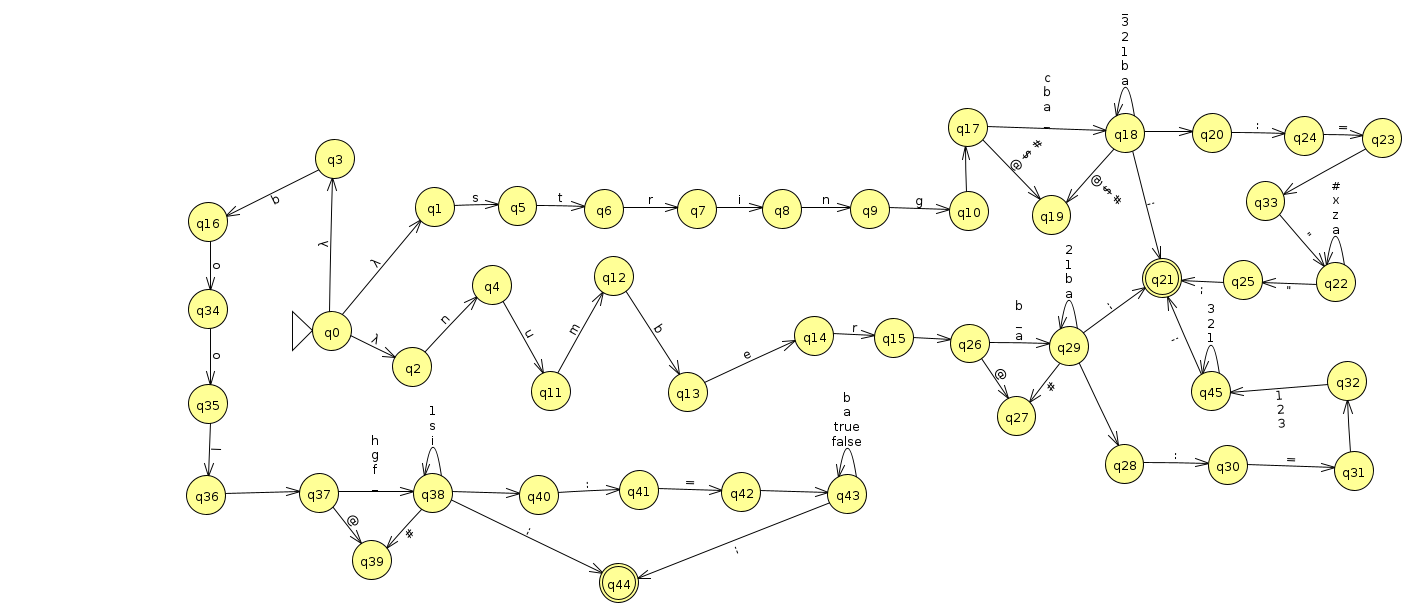 _
3
2
1
b
a
c
b
a
_
q17
q18
q20
:
q24
=
q23
@ $ #
@ $ #
q3
b
q16
q1
s
q5
t
q6
r
q7
i
q8
n
q9
g
q10
q19
;
q33
"
#
x
z
a
λ
λ
o
q34
q0
λ
q2
n
q4
u
q11
m
q12
b
q13
e
q14
r
q15
q26
b
_
a
2
1
b
a
q29
;
q21
;
q25
"
q22
3
2
1
;
q45
1
2
3
q32
@
#
q27
o
q35
l
q36
h
g
f
_
q37
l
s
i
q38
@
#
q39
q40
:
q41
=
q42
b
a
true
false
q43
;
;
q44
q28
:
q30
=
q31